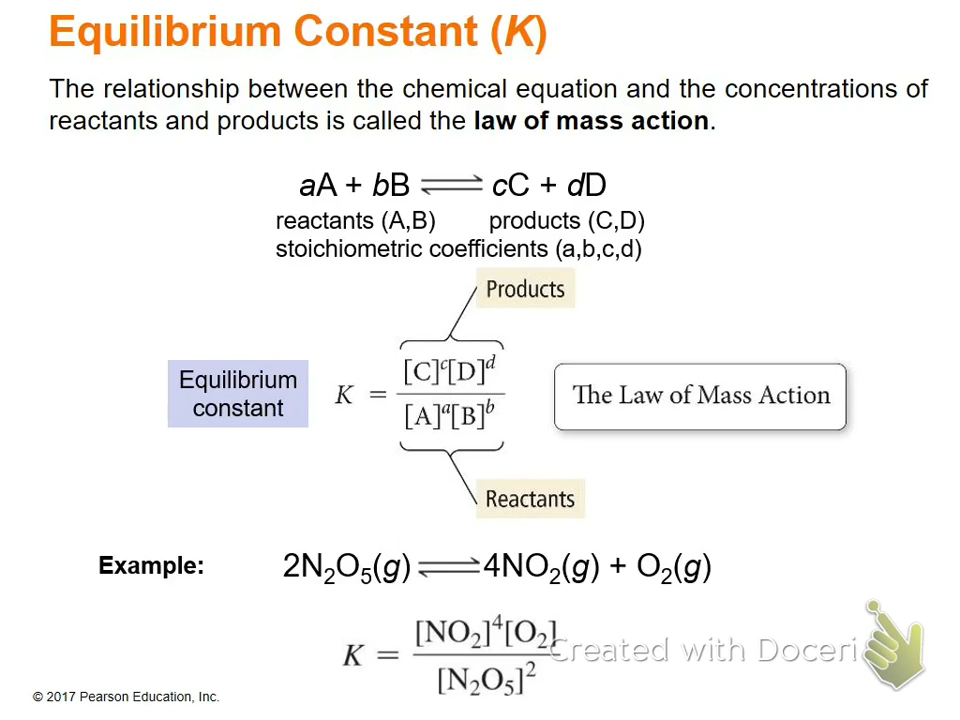 Equilibrium Constant (K)
The relationship between the chemical equation and the concentrations of
reactants and products is called the law of mass action.
aA + bB ⇌ cC + dD
reactants (A,B) products (C,D)
stoichiometric coefficients (a,b,c,d)
Products
Equilibrium
constant
K = [C]ᶜ[D]ᵈ / [A]ᵃ[B]ᵇ
The Law of Mass Action
Reactants
Example: 2N₂O₅(g) ⇌ 4NO₂(g) + O₂(g)
K = [NO₂]⁴[O₂] / [N₂O₅]²
Created with Doceri
© 2017 Pearson Education, Inc.